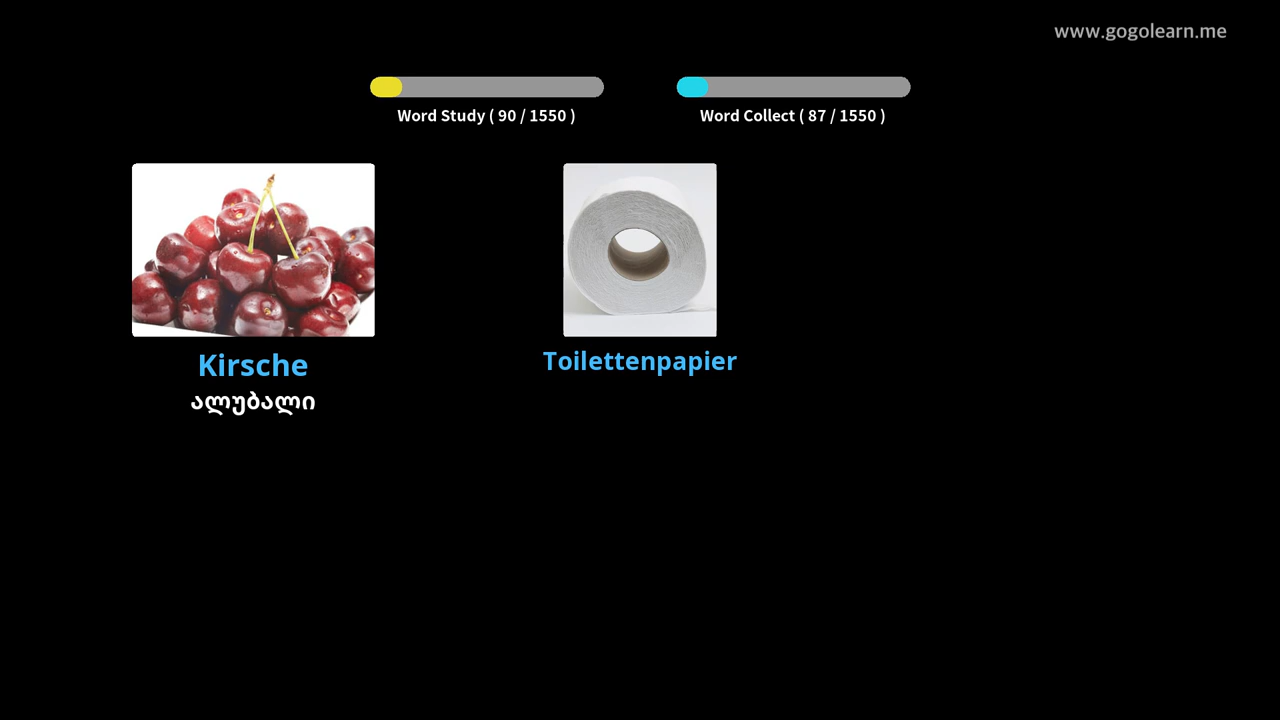 www.gogolearn.me
Word Study ( 90 / 1550 )
Word Collect ( 87 / 1550 )
Kirsche
ალუბალი
Toilettenpapier